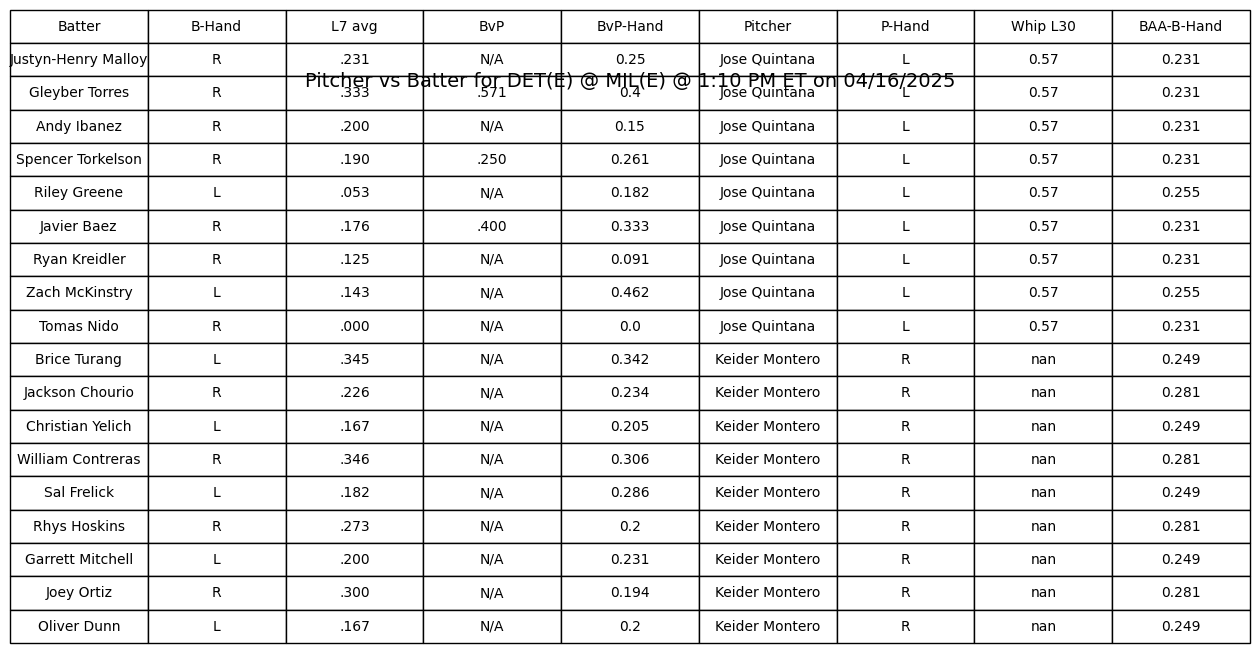 Batter B-Hand L7 avg BvP BvP-Hand Pitcher P-Hand Whip L30 BAA-B-Hand
Justyn-Henry Malloy R .231 N/A 0.25 Jose Quintana L 0.57 0.231
Pitcher vs Batter for DET(E) @ MIL(E) @ 1:10 PM ET on 04/16/2025
Gleyber Torres R .333 .571 0.4 Jose Quintana L 0.57 0.231
Andy Ibanez R .200 N/A 0.15 Jose Quintana L 0.57 0.231
Spencer Torkelson R .190 .250 0.261 Jose Quintana L 0.57 0.231
Riley Greene L .053 N/A 0.182 Jose Quintana L 0.57 0.255
Javier Baez R .176 .400 0.333 Jose Quintana L 0.57 0.231
Ryan Kreidler R .125 N/A 0.091 Jose Quintana L 0.57 0.231
Zach McKinstry L .143 N/A 0.462 Jose Quintana L 0.57 0.255
Tomas Nido R .000 N/A 0.0 Jose Quintana L 0.57 0.231
Brice Turang L .345 N/A 0.342 Keider Montero R nan 0.249
Jackson Chourio R .226 N/A 0.234 Keider Montero R nan 0.281
Christian Yelich L .167 N/A 0.205 Keider Montero R nan 0.249
William Contreras R .346 N/A 0.306 Keider Montero R nan 0.281
Sal Frelick L .182 N/A 0.286 Keider Montero R nan 0.249
Rhys Hoskins R .273 N/A 0.2 Keider Montero R nan 0.281
Garrett Mitchell L .200 N/A 0.231 Keider Montero R nan 0.249
Joey Ortiz R .300 N/A 0.194 Keider Montero R nan 0.281
Oliver Dunn L .167 N/A 0.2 Keider Montero R nan 0.249